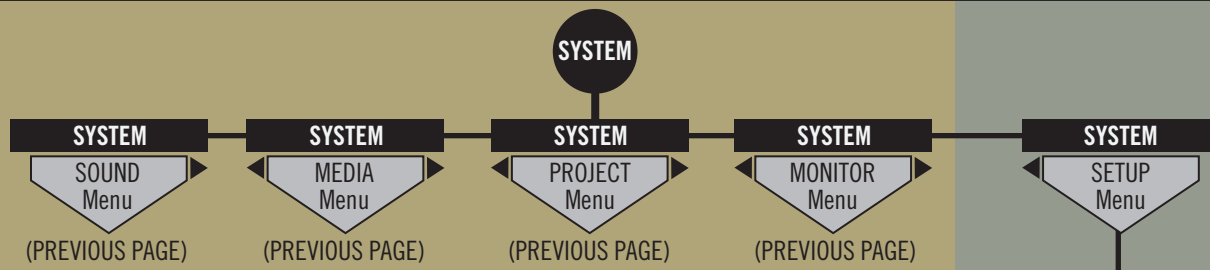 SYSTEM
SYSTEM SYSTEM SYSTEM SYSTEM SYSTEM
SOUND MEDIA PROJECT MONITOR SETUP
Menu Menu Menu Menu Menu
(PREVIOUS PAGE) (PREVIOUS PAGE) (PREVIOUS PAGE) (PREVIOUS PAGE)